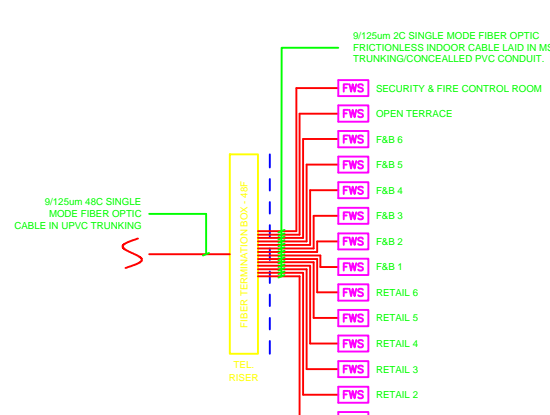 9/125um 2C SINGLE MODE FIBER OPTIC
FRICTIONLESS INDOOR CABLE LAID IN MS
TRUNKING/CONCEALLED PVC CONDUIT.
FWS SECURITY & FIRE CONTROL ROOM
FWS OPEN TERRACE
FWS F&B 6
FWS F&B 5
FWS F&B 4
FWS F&B 3
FWS F&B 2
FWS F&B 1
FWS RETAIL 6
FWS RETAIL 5
FWS RETAIL 4
FWS RETAIL 3
FWS RETAIL 2
9/125um 48C SINGLE
MODE FIBER OPTIC
CABLE IN UPVC TRUNKING
FIBER TERMINATION BOX - 48F
TEL
RISER